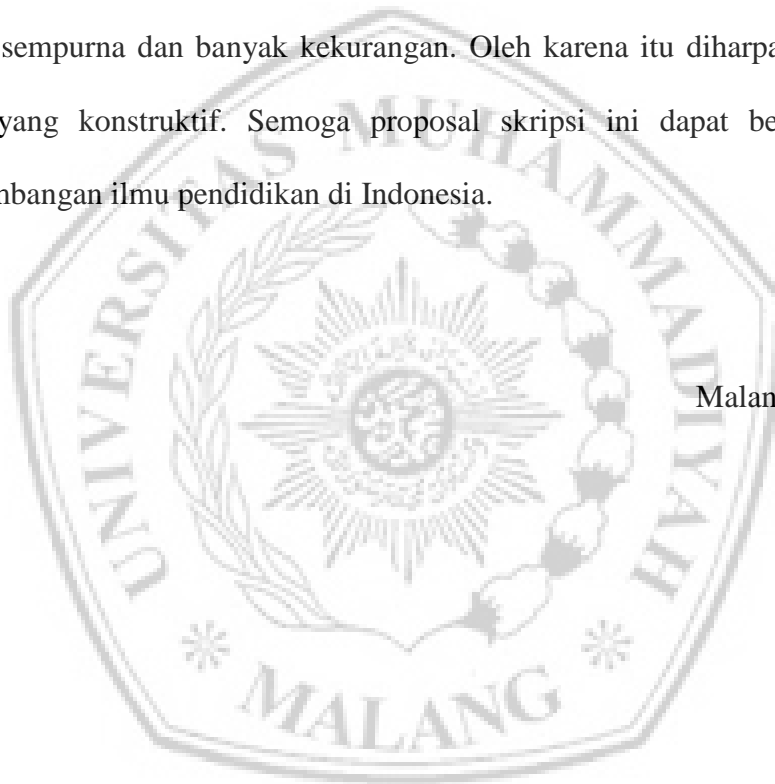 sempurna dan banyak kekurangan. Oleh karena itu diharpa
yang konstruktif. Semoga proposal skripsi ini dapat be
mbangan ilmu pendidikan di Indonesia.
Malan
UNIVERSITAS MUHAMMADIYAH
MALANG